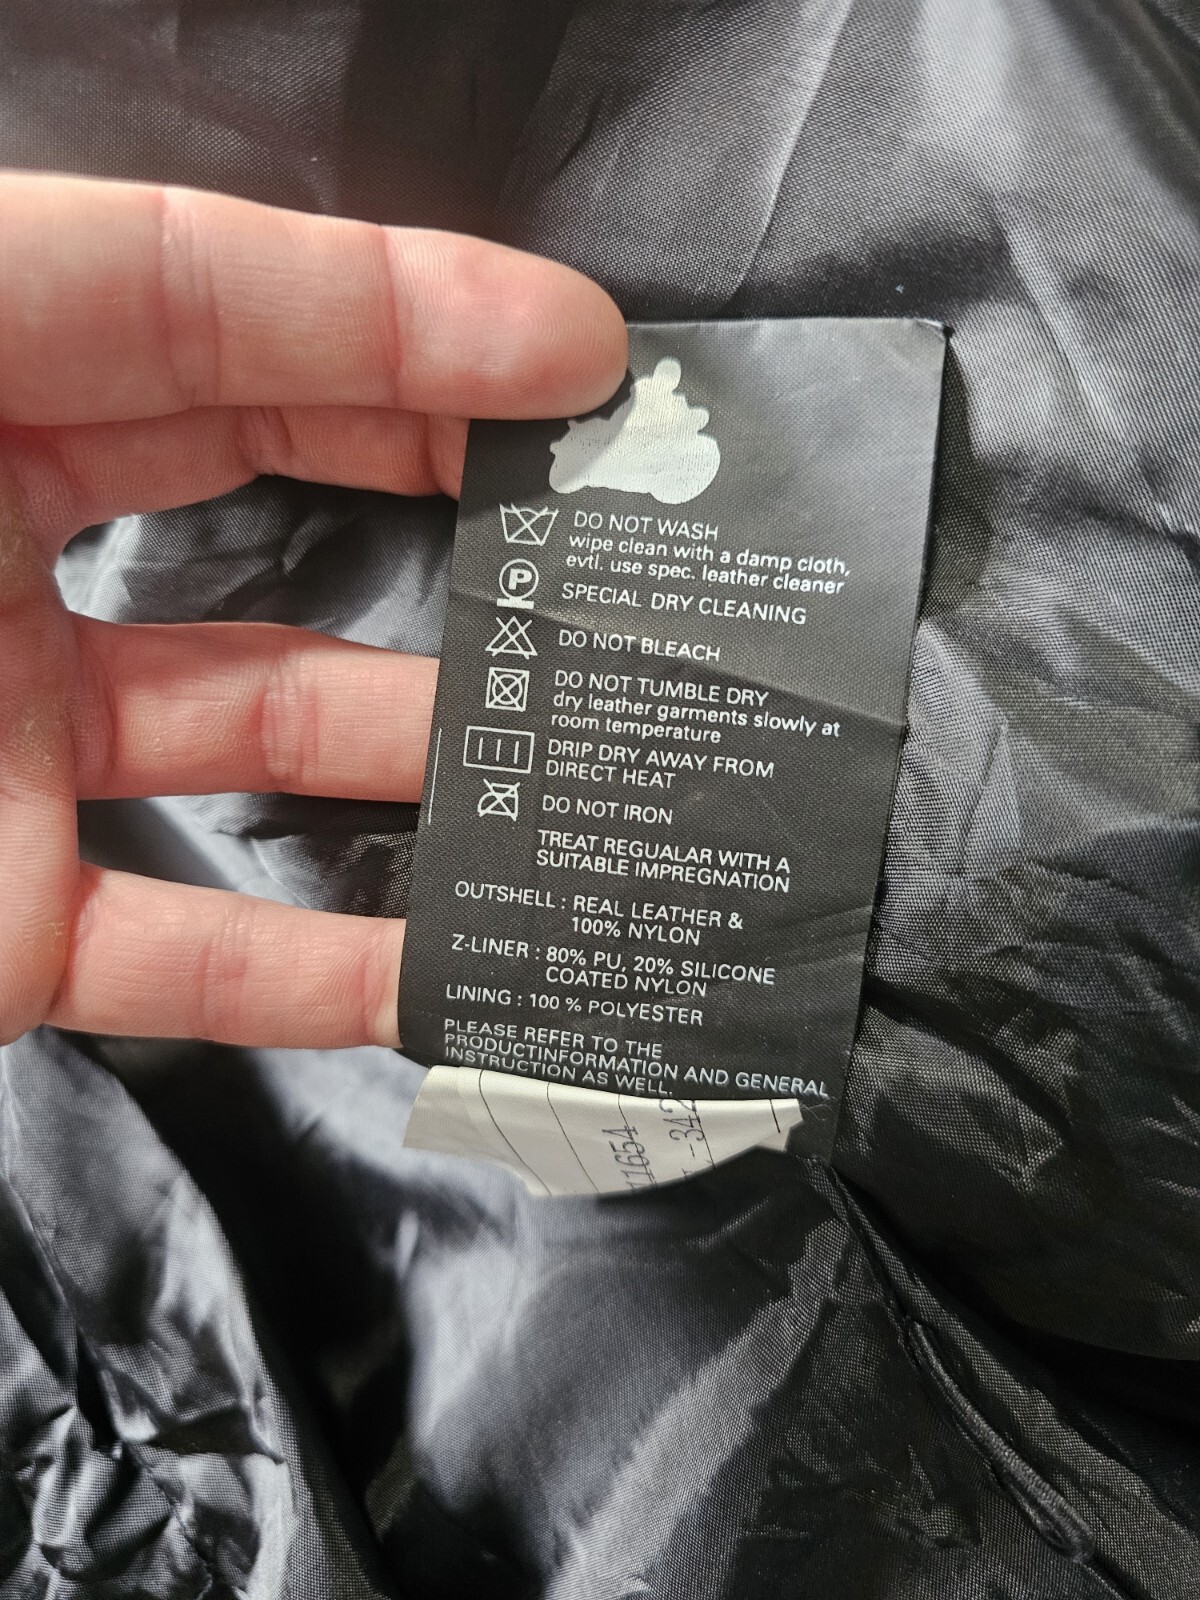 DO NOT WASH
wipe clean with a damp cloth,
evtl. use spec. leather cleaner
P
SPECIAL DRY CLEANING
DO NOT BLEACH
DO NOT TUMBLE DRY
dry leather garments slowly at
room temperature
DRIP DRY AWAY FROM
DIRECT HEAT
DO NOT IRON
TREAT REGUALAR WITH A
SUITABLE IMPREGNATION
OUTSHELL : REAL LEATHER &
100% NYLON
Z-LINER : 80% PU, 20% SILICONE
COATED NYLON
LINING : 100 % POLYESTER
PLEASE REFER TO THE
PRODUCTINFORMATION AND GENERAL
INSTRUCTION AS WELL.
1654
-342